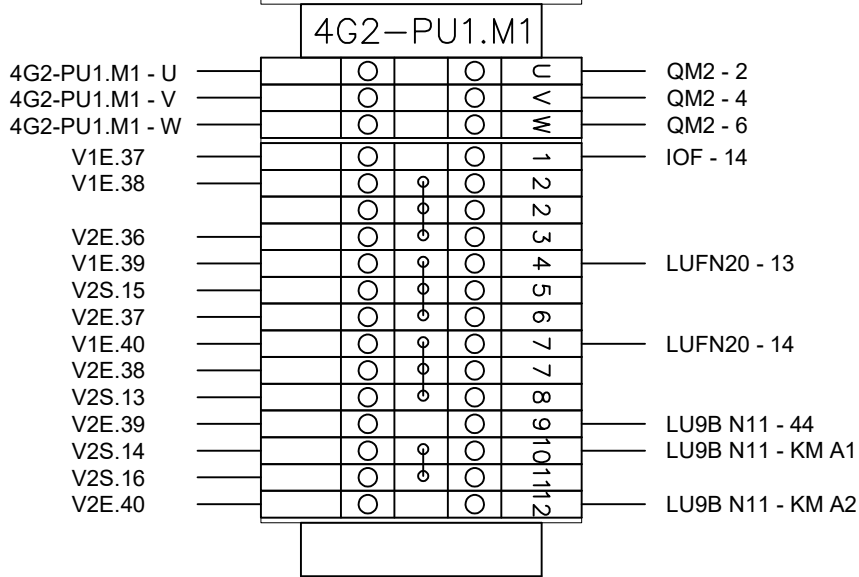 4G2-PU1.M1
4G2-PU1.M1 - U U QM2 - 2
4G2-PU1.M1 - V V QM2 - 4
4G2-PU1.M1 - W W QM2 - 6
V1E.37 1 IOF - 14
V1E.38 2
2
V2E.36 3
V1E.39 4 LUFN20 - 13
V2S.15 5
V2E.37 6
V1E.40 7 LUFN20 - 14
V2E.38 7
V2S.13 8
V2E.39 9 LU9B N11 - 44
V2S.14 10 LU9B N11 - KM A1
V2S.16 11
V2E.40 12 LU9B N11 - KM A2